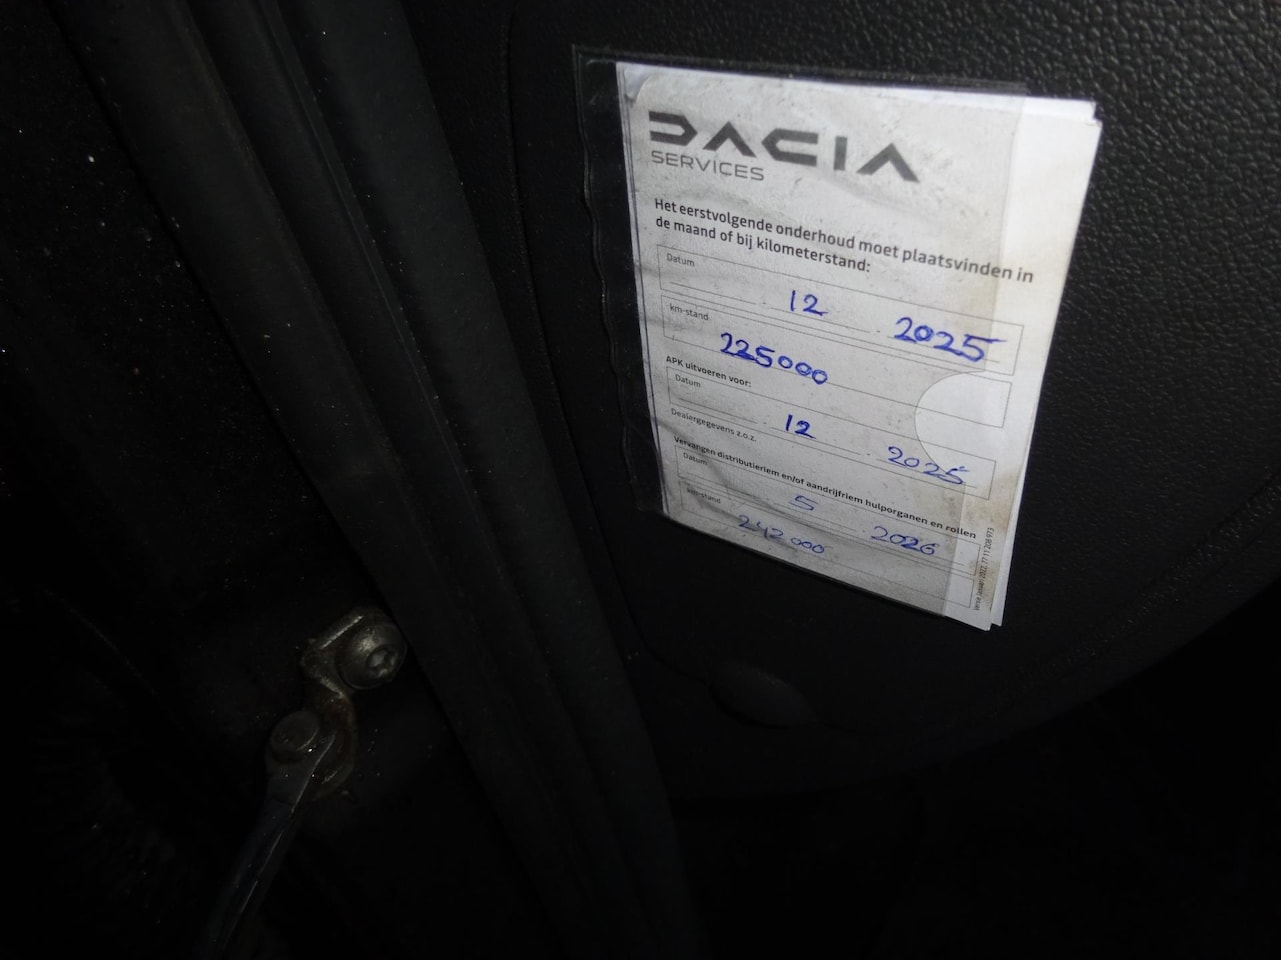 DACIA
SERVICES
Het eerstvolgende onderhoud moet plaatsvinden in
de maand of bij kilometerstand:
Datum
12 2025
km-stand
225000
APK uitvoeren voor:
Datum
12 2025
Dealergegevens z.o.z.
Vervangen distributieriem en/of aandrijfriem hulporganen en rollen
Datum
5 2026
km-stand
242000